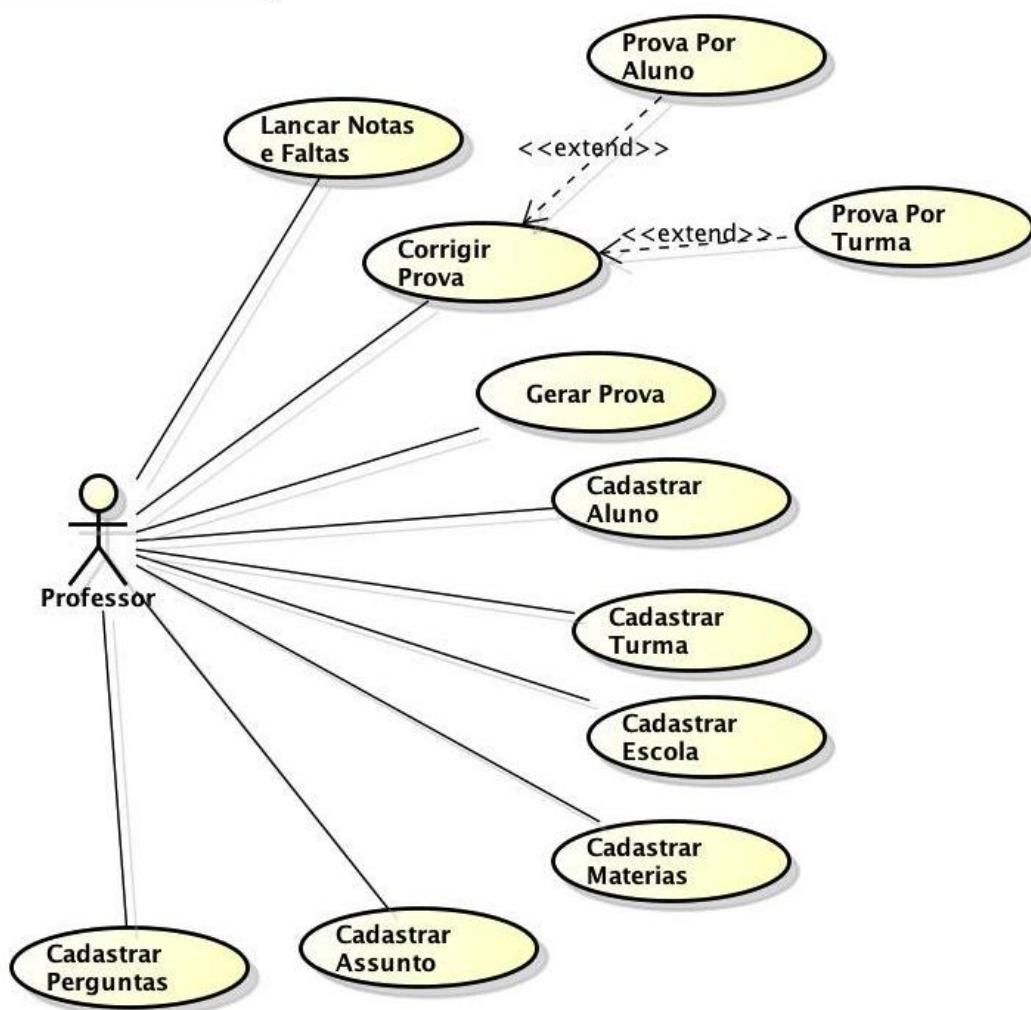 Prova Por
Aluno
Lancar Notas
e Faltas
<<extend>>
Prova Por
Turma
<<extend>>
Corrigir
Prova
Gerar Prova
Cadastrar
Aluno
Professor
Cadastrar
Turma
Cadastrar
Escola
Cadastrar
Materias
Cadastrar
Assunto
Cadastrar
Perguntas